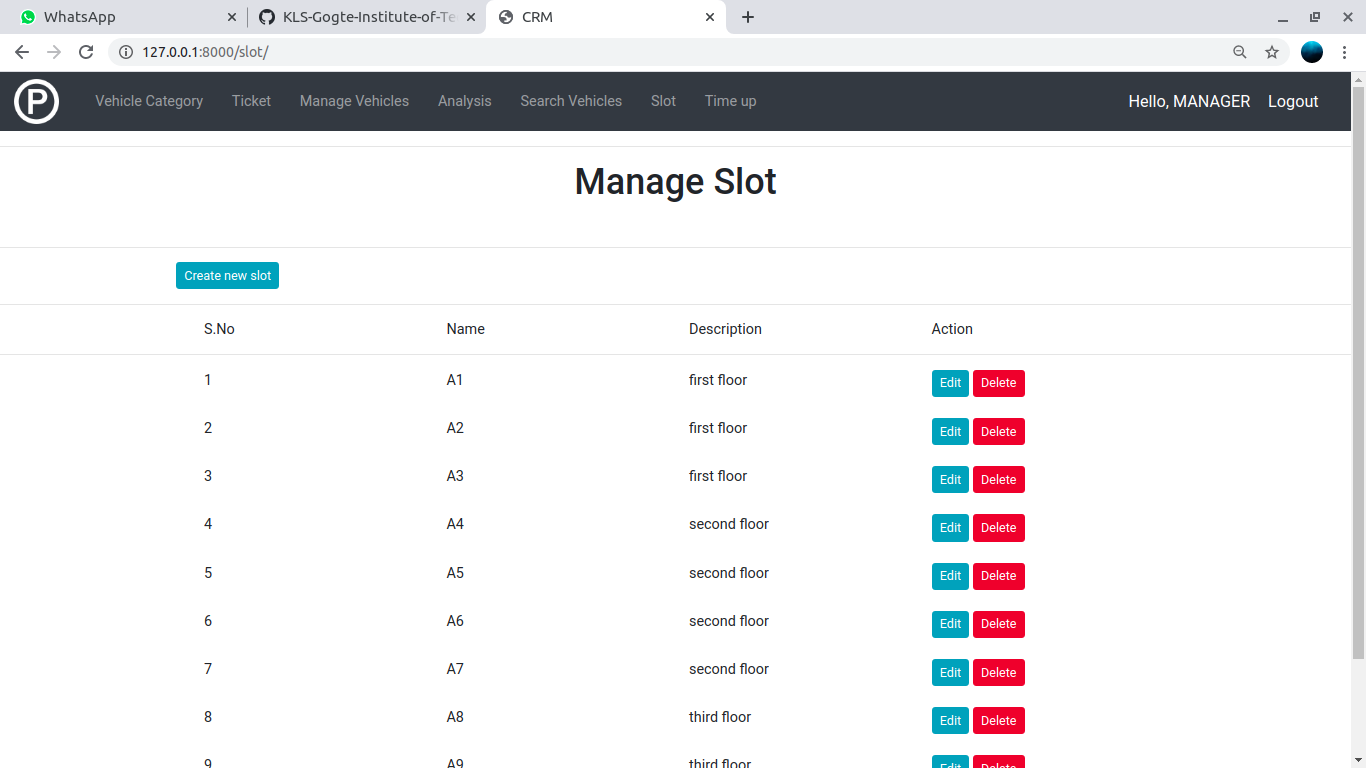 WhatsApp KLS-Gogte-Institute-of-Te CRM
127.0.0.1:8000/slot/
P Vehicle Category Ticket Manage Vehicles Analysis Search Vehicles Slot Time up Hello, MANAGER Logout
Manage Slot
Create new slot
S.No Name Description Action
1 A1 first floor Edit Delete
2 A2 first floor Edit Delete
3 A3 first floor Edit Delete
4 A4 second floor Edit Delete
5 A5 second floor Edit Delete
6 A6 second floor Edit Delete
7 A7 second floor Edit Delete
8 A8 third floor Edit Delete
9 A9 third floor Edit Delete